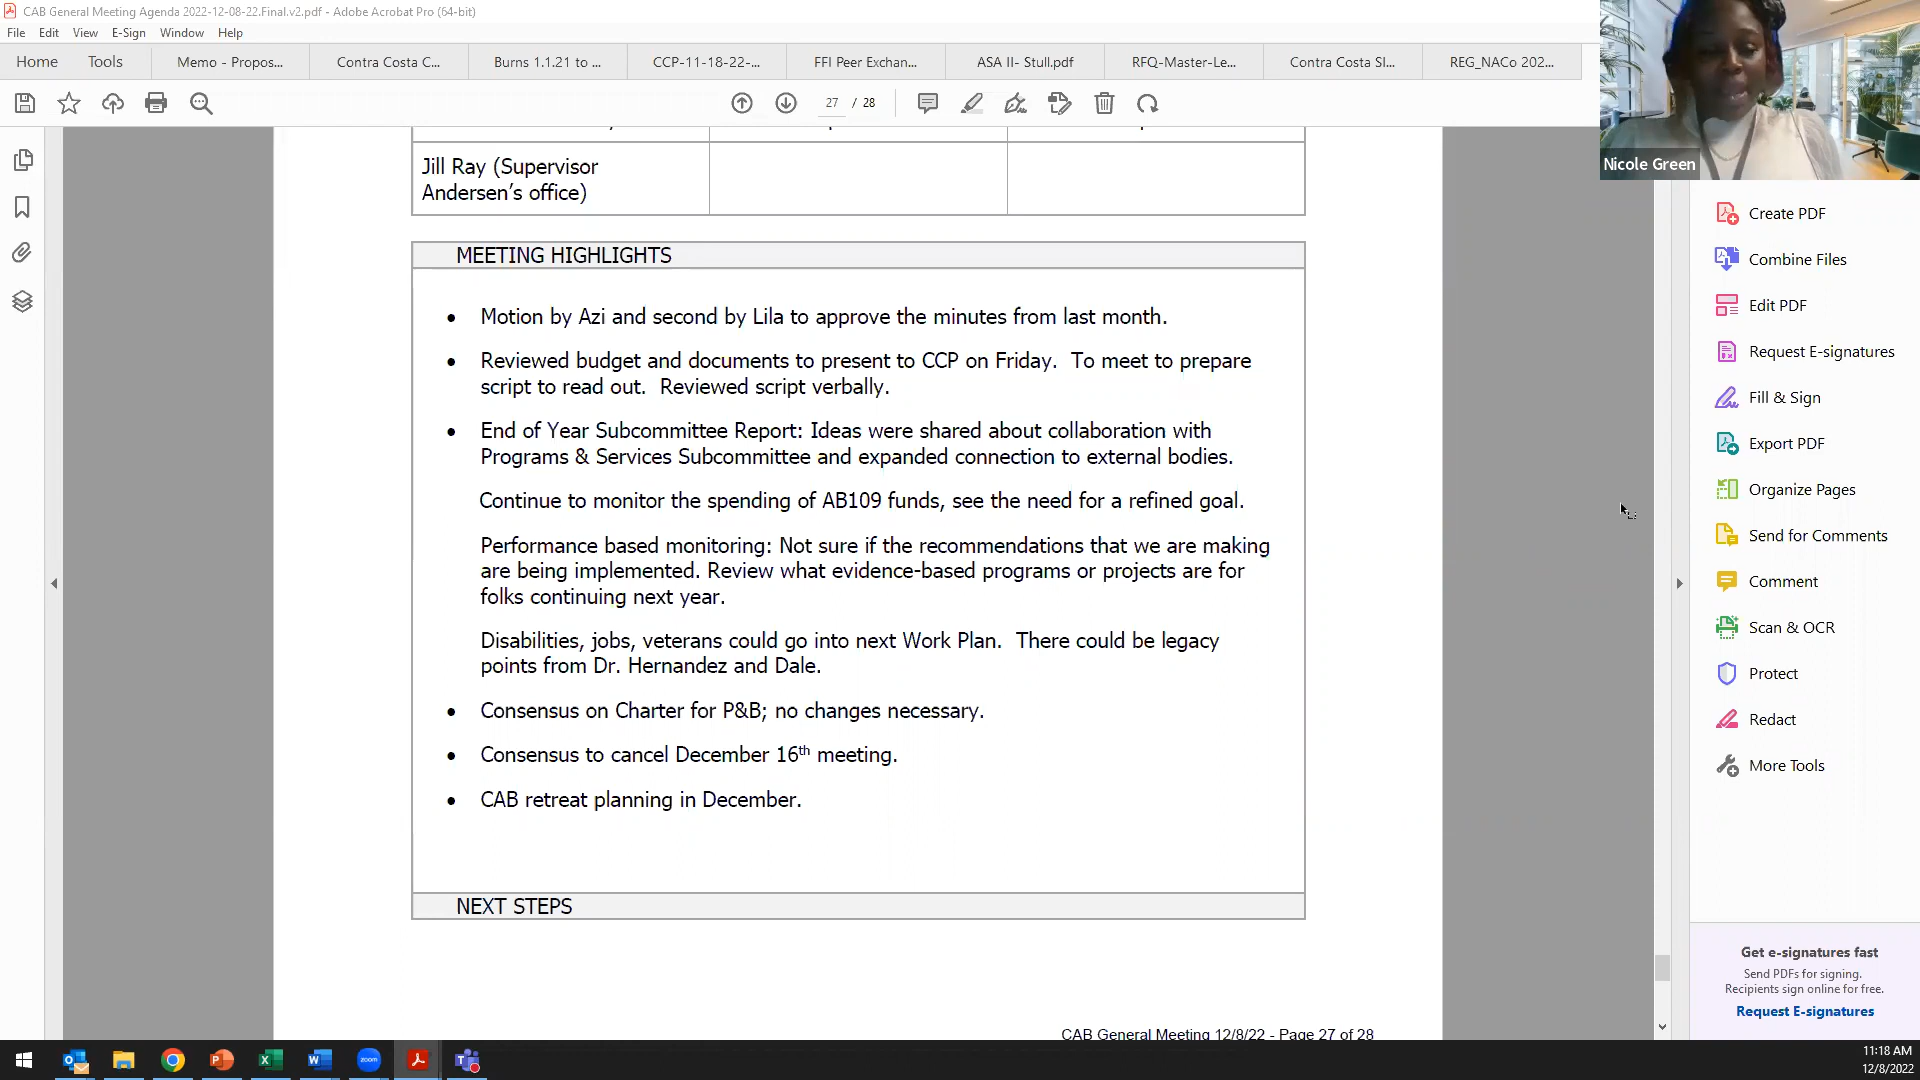 CAB General Meeting Agenda 2022-12-08-22.Final.v2.pdf - Adobe Acrobat Pro (64-bit)
File Edit View E-Sign Window Help
Home Tools Memo - Propos... Contra Costa C... Burns 1.1.21 to ... CCP-11-18-22-... FFI Peer Exchan... ASA II- Stull.pdf RFQ-Master-Le... Contra Costa Sl... REG_NACo 202...
27 / 28
Nicole Green
Jill Ray (Supervisor
Andersen's office)
MEETING HIGHLIGHTS
• Motion by Azi and second by Lila to approve the minutes from last month.
• Reviewed budget and documents to present to CCP on Friday. To meet to prepare
script to read out. Reviewed script verbally.
• End of Year Subcommittee Report: Ideas were shared about collaboration with
Programs & Services Subcommittee and expanded connection to external bodies.
Continue to monitor the spending of AB109 funds, see the need for a refined goal.
Performance based monitoring: Not sure if the recommendations that we are making
are being implemented. Review what evidence-based programs or projects are for
folks continuing next year.
Disabilities, jobs, veterans could go into next Work Plan. There could be legacy
points from Dr. Hernandez and Dale.
• Consensus on Charter for P&B; no changes necessary.
• Consensus to cancel December 16th meeting.
• CAB retreat planning in December.
NEXT STEPS
CAB General Meeting 12/8/22 - Page 27 of 28
Create PDF
Combine Files
Edit PDF
Request E-signatures
Fill & Sign
Export PDF
Organize Pages
Send for Comments
Comment
Scan & OCR
Protect
Redact
More Tools
Get e-signatures fast
Send PDFs for signing.
Recipients sign online for free.
Request E-signatures
zoom
11:18 AM
12/8/2022